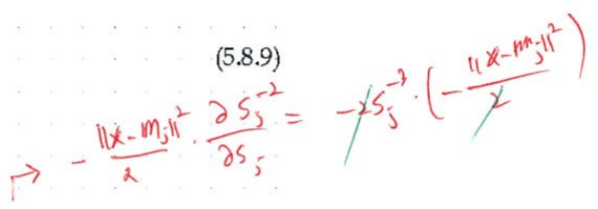 (5.8.9)
→ - ||x - m_j||² / 2 · ∂S_j⁻² / ∂S_j = -2S_j⁻³ · (- ||x - m_j||² / 2)